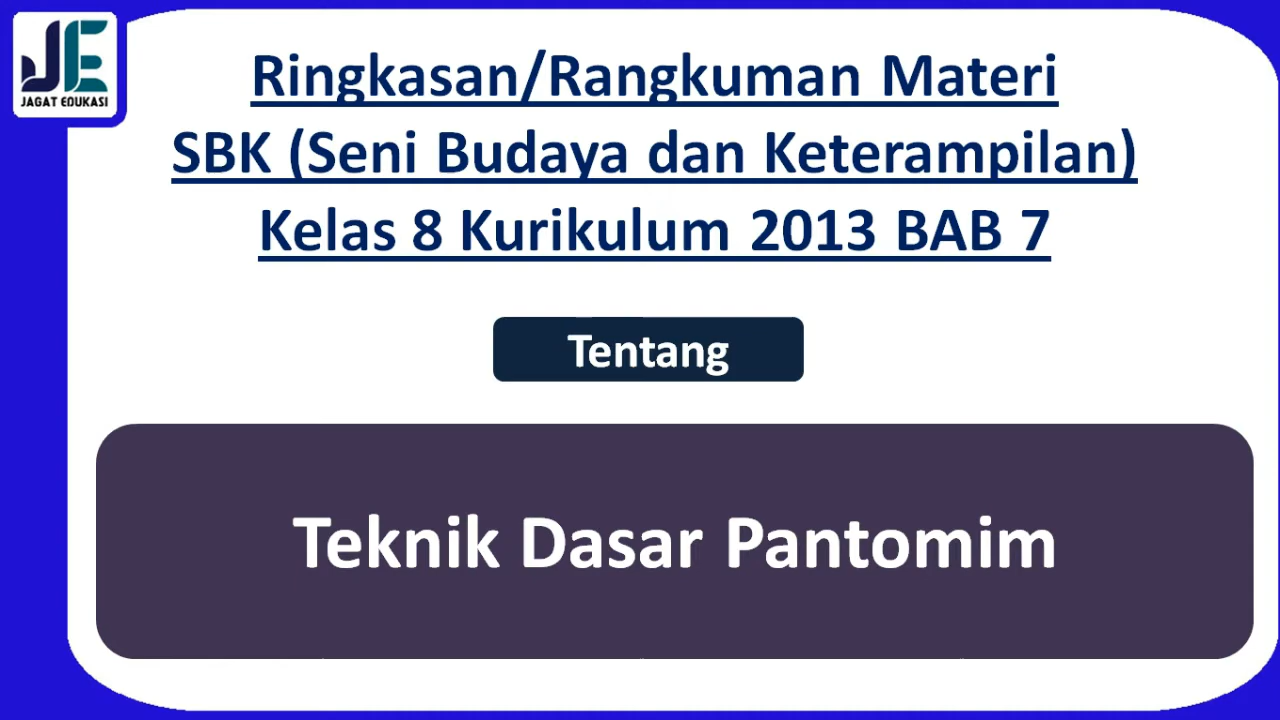 JE
JAGAT EDUKASI
Ringkasan/Rangkuman Materi
SBK (Seni Budaya dan Keterampilan)
Kelas 8 Kurikulum 2013 BAB 7
Tentang
Teknik Dasar Pantomim